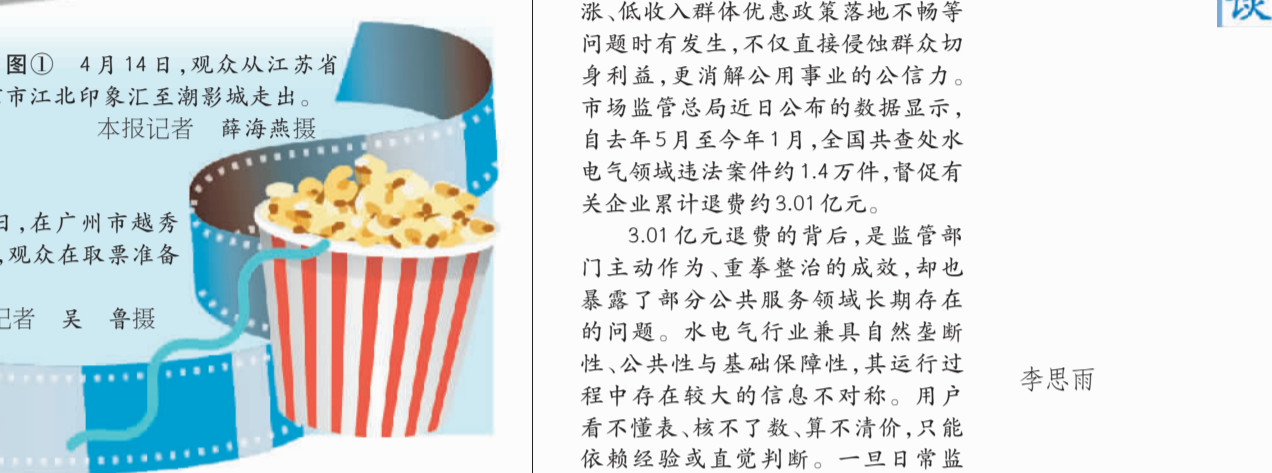 图① 4月14日,观众从江苏省
市江北印象汇至潮影城走出。
本报记者 薛海燕摄
日,在广州市越秀
,观众在取票准备
记者 吴 鲁摄
涨、低收入群体优惠政策落地不畅等
问题时有发生,不仅直接侵蚀群众切
身利益,更消解公用事业的公信力。
市场监管总局近日公布的数据显示,
自去年5月至今年1月,全国共查处水
电气领域违法案件约1.4万件,督促有
关企业累计退费约3.01亿元。
3.01亿元退费的背后,是监管部
门主动作为、重拳整治的成效,却也
暴露了部分公共服务领域长期存在
的问题。水电气行业兼具自然垄断
性、公共性与基础保障性,其运行过
程中存在较大的信息不对称。用户
看不懂表、核不了数、算不清价,只能
依赖经验或直觉判断。一旦日常监
李思雨
谈